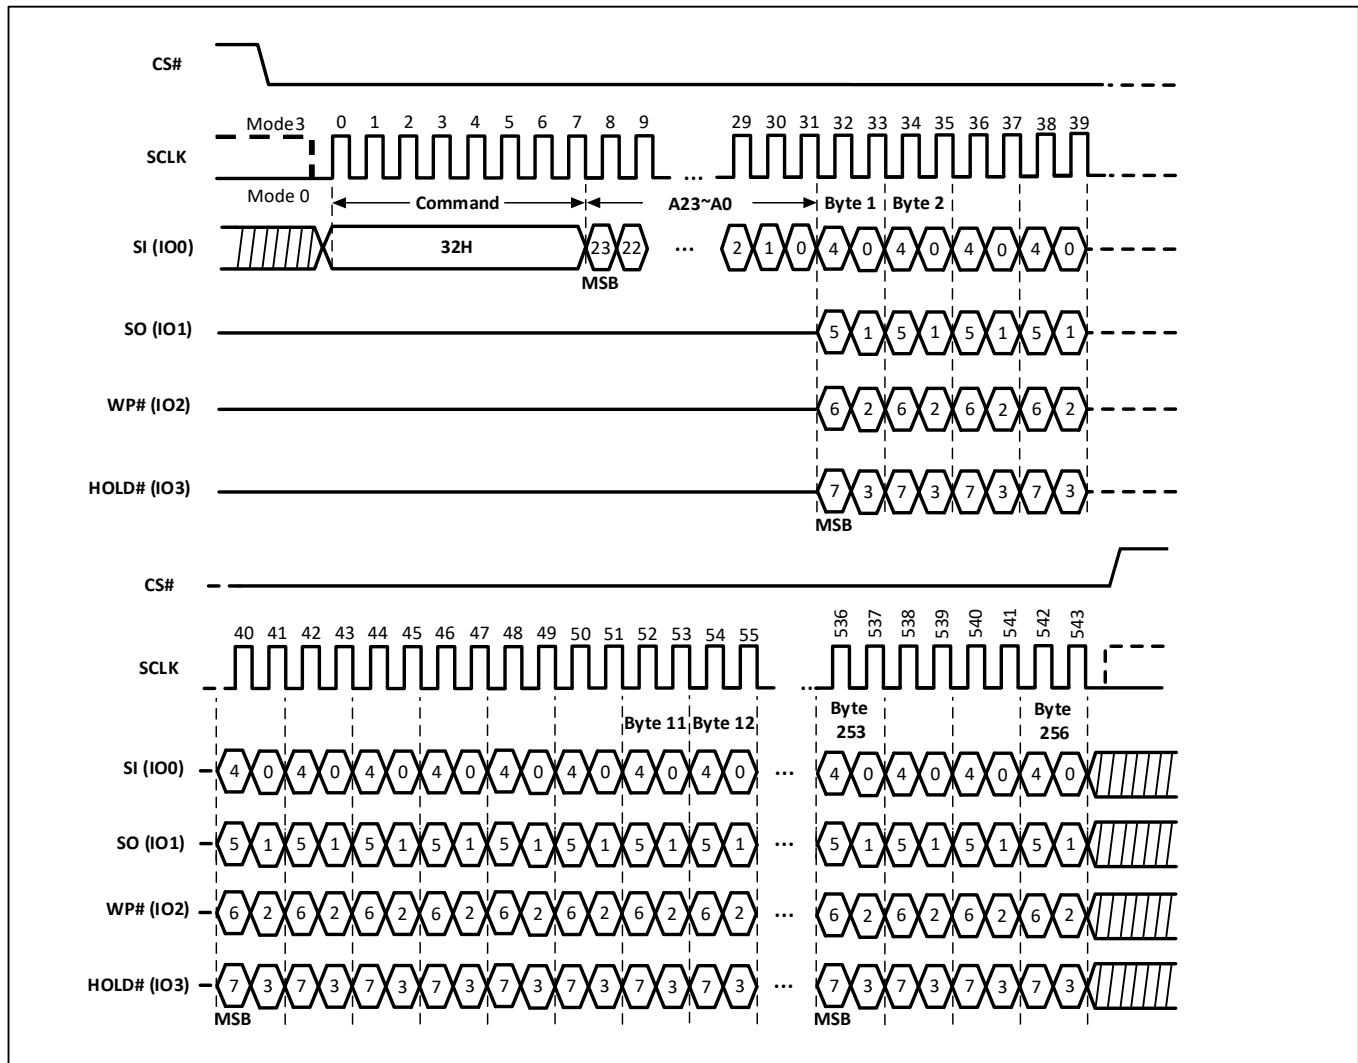 CS#
Mode3 0 1 2 3 4 5 6 7 8 9 29 30 31 32 33 34 35 36 37 38 39
SCLK ...
Mode 0 Command A23~A0 Byte 1 Byte 2
SI (IO0) 32H 23 22 ... 2 1 0 4 0 4 0 4 0 4 0
MSB
SO (IO1) 5 1 5 1 5 1 5 1
WP# (IO2) 6 2 6 2 6 2 6 2
HOLD# (IO3) 7 3 7 3 7 3 7 3
MSB
CS#
40 41 42 43 44 45 46 47 48 49 50 51 52 53 54 55 536 537 538 539 540 541 542 543
SCLK ...
Byte 11 Byte 12 Byte 253 Byte 256
SI (IO0) 4 0 4 0 4 0 4 0 4 0 4 0 4 0 4 0 ... 4 0 4 0 4 0 4 0
SO (IO1) 5 1 5 1 5 1 5 1 5 1 5 1 5 1 5 1 ... 5 1 5 1 5 1 5 1
WP# (IO2) 6 2 6 2 6 2 6 2 6 2 6 2 6 2 6 2 ... 6 2 6 2 6 2 6 2
HOLD# (IO3) 7 3 7 3 7 3 7 3 7 3 7 3 7 3 7 3 ... 7 3 7 3 7 3 7 3
MSB MSB